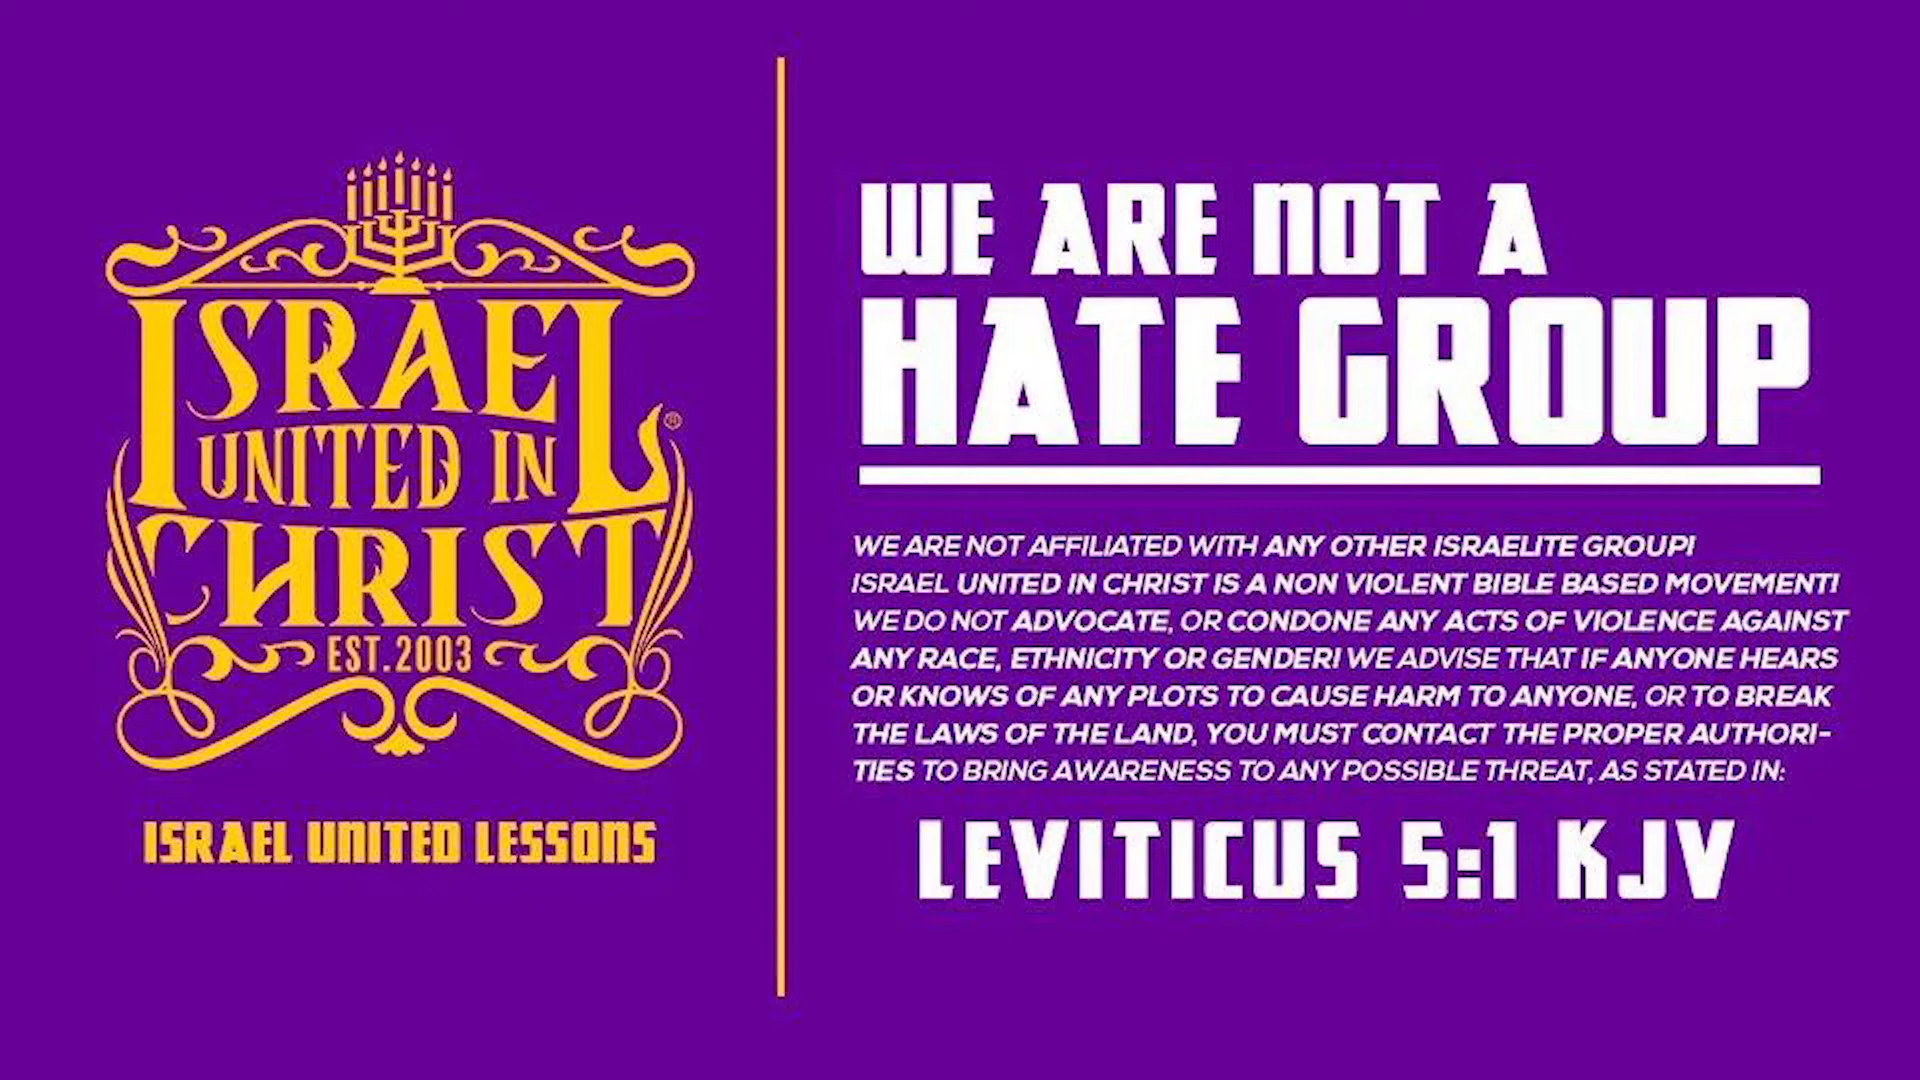 ISRAEL
UNITED IN
CHRIST®
EST.2003
ISRAEL UNITED LESSONS
WE ARE NOT A
HATE GROUP
WE ARE NOT AFFILIATED WITH ANY OTHER ISRAELITE GROUP!
ISRAEL UNITED IN CHRIST IS A NON VIOLENT BIBLE BASED MOVEMENT!
WE DO NOT ADVOCATE, OR CONDONE ANY ACTS OF VIOLENCE AGAINST
ANY RACE, ETHNICITY OR GENDER! WE ADVISE THAT IF ANYONE HEARS
OR KNOWS OF ANY PLOTS TO CAUSE HARM TO ANYONE, OR TO BREAK
THE LAWS OF THE LAND, YOU MUST CONTACT THE PROPER AUTHORI-
TIES TO BRING AWARENESS TO ANY POSSIBLE THREAT, AS STATED IN:
LEVITICUS 5:1 KJV